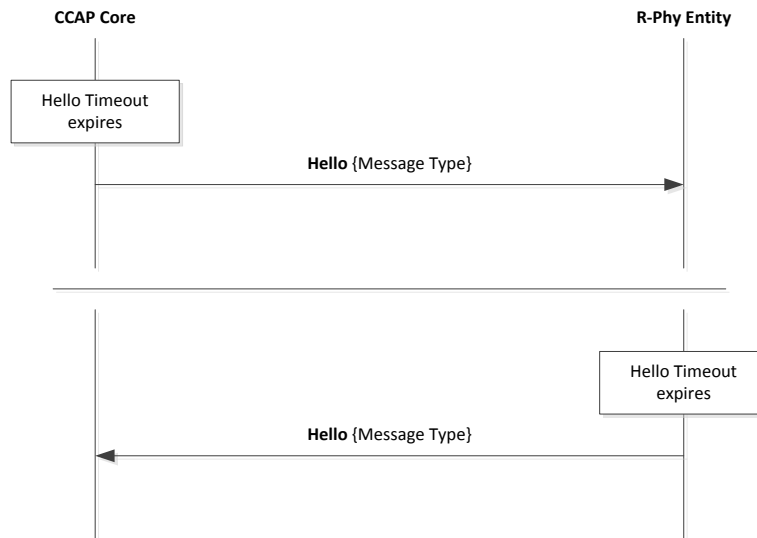 CCAP Core
R-Phy Entity
Hello Timeout
expires
Hello {Message Type}
Hello Timeout
expires
Hello {Message Type}